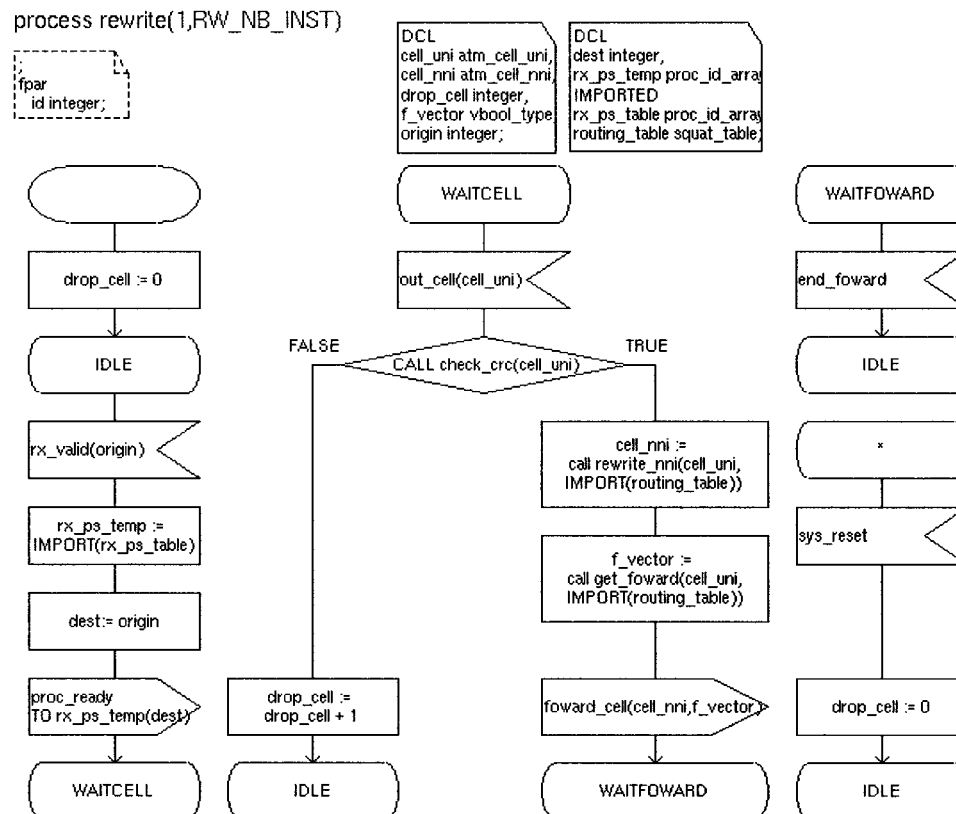 process rewrite(1,RW_NB_INST)
;
fpar
id integer;
DCL
cell_uni atm_cell_uni,
cell_nni atm_cell_nni,
drop_cell integer,
f_vector vbool_type
origin integer;
DCL
dest integer,
rx_ps_temp proc_id_array
IMPORTED
rx_ps_table proc_id_array
routing_table squat_table;
drop_cell := 0
IDLE
rx_valid(origin)
rx_ps_temp :=
IMPORT(rx_ps_table)
dest:= origin
proc_ready
TO rx_ps_temp(dest)
WAITCELL
WAITCELL
out_cell(cell_uni)
CALL check_crc(cell_uni)
FALSE
TRUE
drop_cell :=
drop_cell + 1
IDLE
cell_nni :=
call rewrite_nni(cell_uni,
IMPORT(routing_table))
f_vector :=
call get_foward(cell_uni,
IMPORT(routing_table))
foward_cell(cell_nni,f_vector)
WAITFOWARD
WAITFOWARD
end_foward
IDLE
*
sys_reset
drop_cell := 0
IDLE